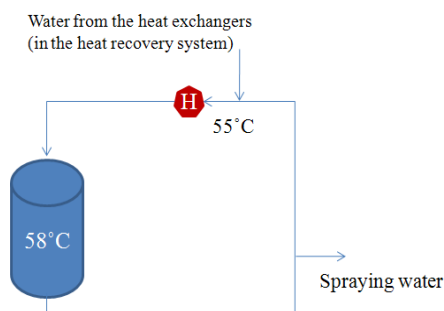 Water from the heat exchangers
(in the heat recovery system)
H
55˚C
58˚C
Spraying water